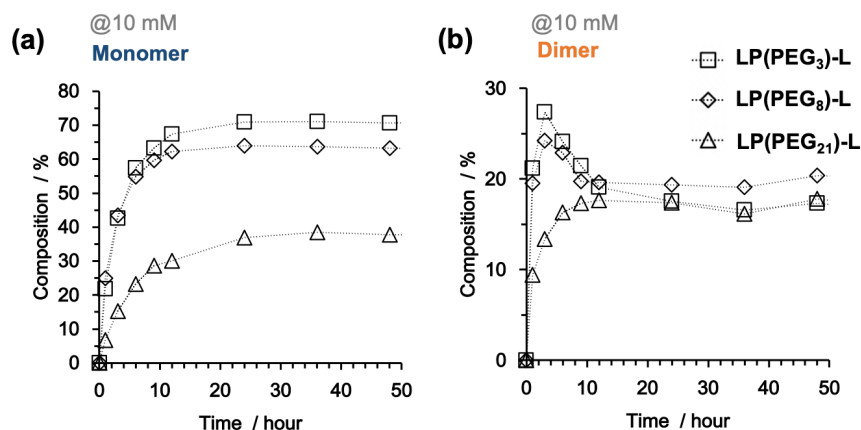 (a)
@10 mM
Monomer
Composition / %
80
70
60
50
40
30
20
10
0
0 10 20 30 40 50
Time / hour
(b)
@10 mM
Dimer
LP(PEG₃)-L
LP(PEG₈)-L
LP(PEG₂₁)-L
Composition / %
30
20
10
0
0 10 20 30 40 50
Time / hour